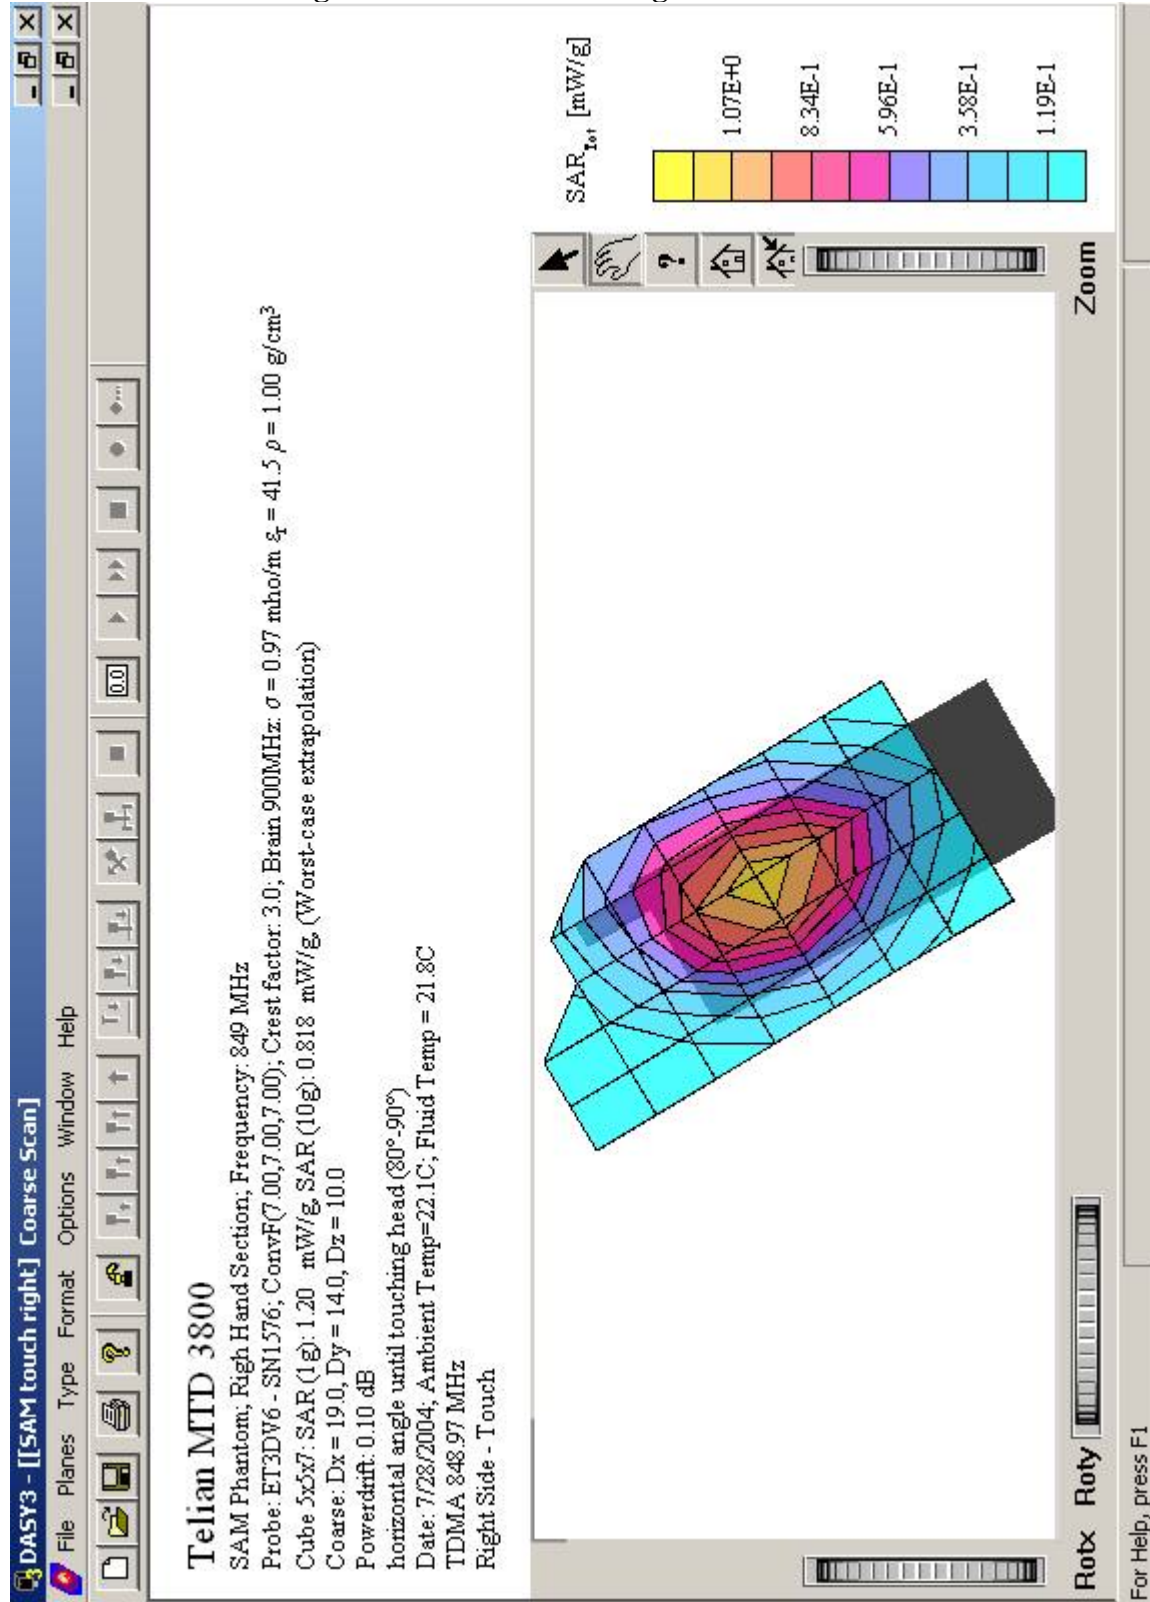 DASY3 - [[SAM touch right] Coarse Scan]
File Planes Type Format Options Window Help
0.0
Telian MTD 3800
SAM Phantom; Righ Hand Section; Frequency: 849 MHz
Probe: ET3DV6 - SN1576; ConvF(7.00,7.00,7.00); Crest factor: 3.0; Brain 900MHz: σ = 0.97 mho/m εr = 41.5 ρ = 1.00 g/cm³
Cube 5x5x7: SAR (1g): 1.20 mW/g, SAR (10g): 0.818 mW/g, (Worst-case extrapolation)
Coarse: Dx = 19.0, Dy = 14.0, Dz = 10.0
Powerdrift: 0.10 dB
horizontal angle until touching head (80°-90°)
Date: 7/28/2004; Ambient Temp=22.1C; Fluid Temp = 21.8C
TDMA 848.97 MHz
Right Side - Touch
SARTot [mW/g]
1.07E+0
8.34E-1
5.96E-1
3.58E-1
1.19E-1
Rotx Roty Zoom
For Help, press F1